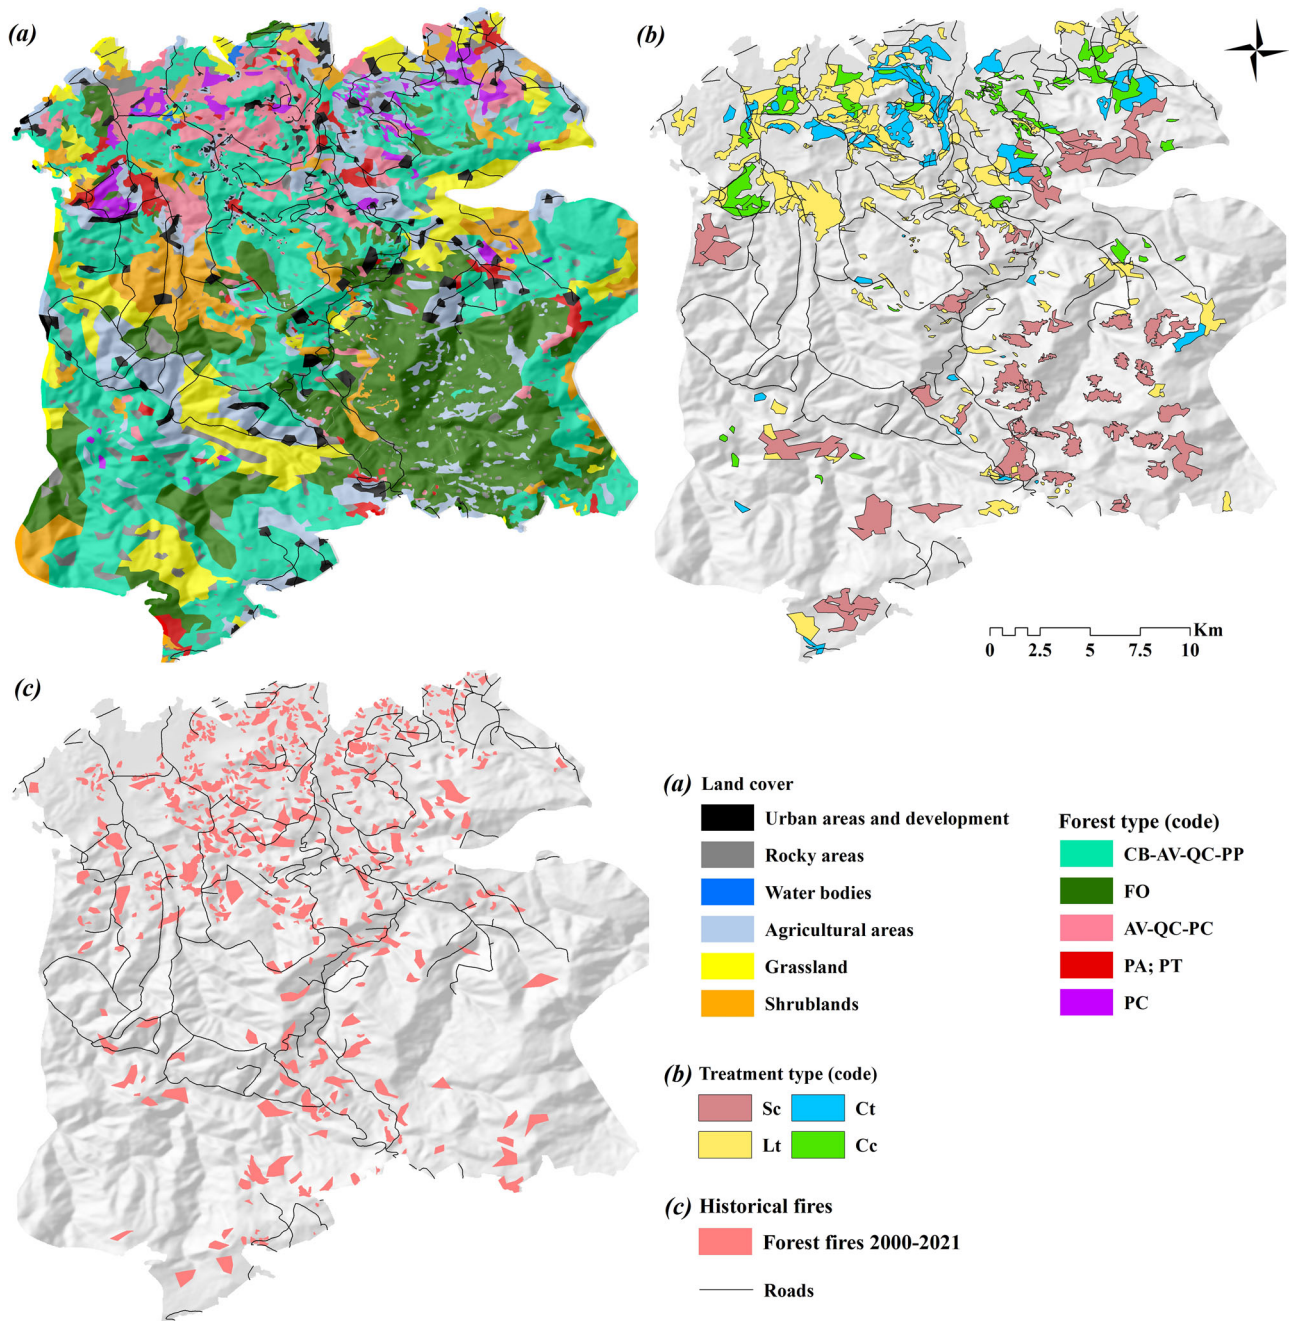 (a)
(b)
Km
0 2.5 5 7.5 10
(c)
(a) Land cover
Urban areas and development
Rocky areas
Water bodies
Agricultural areas
Grassland
Shrublands
Forest type (code)
CB-AV-QC-PP
FO
AV-QC-PC
PA; PT
PC
(b) Treatment type (code)
Sc Ct
Lt Cc
(c) Historical fires
Forest fires 2000-2021
Roads